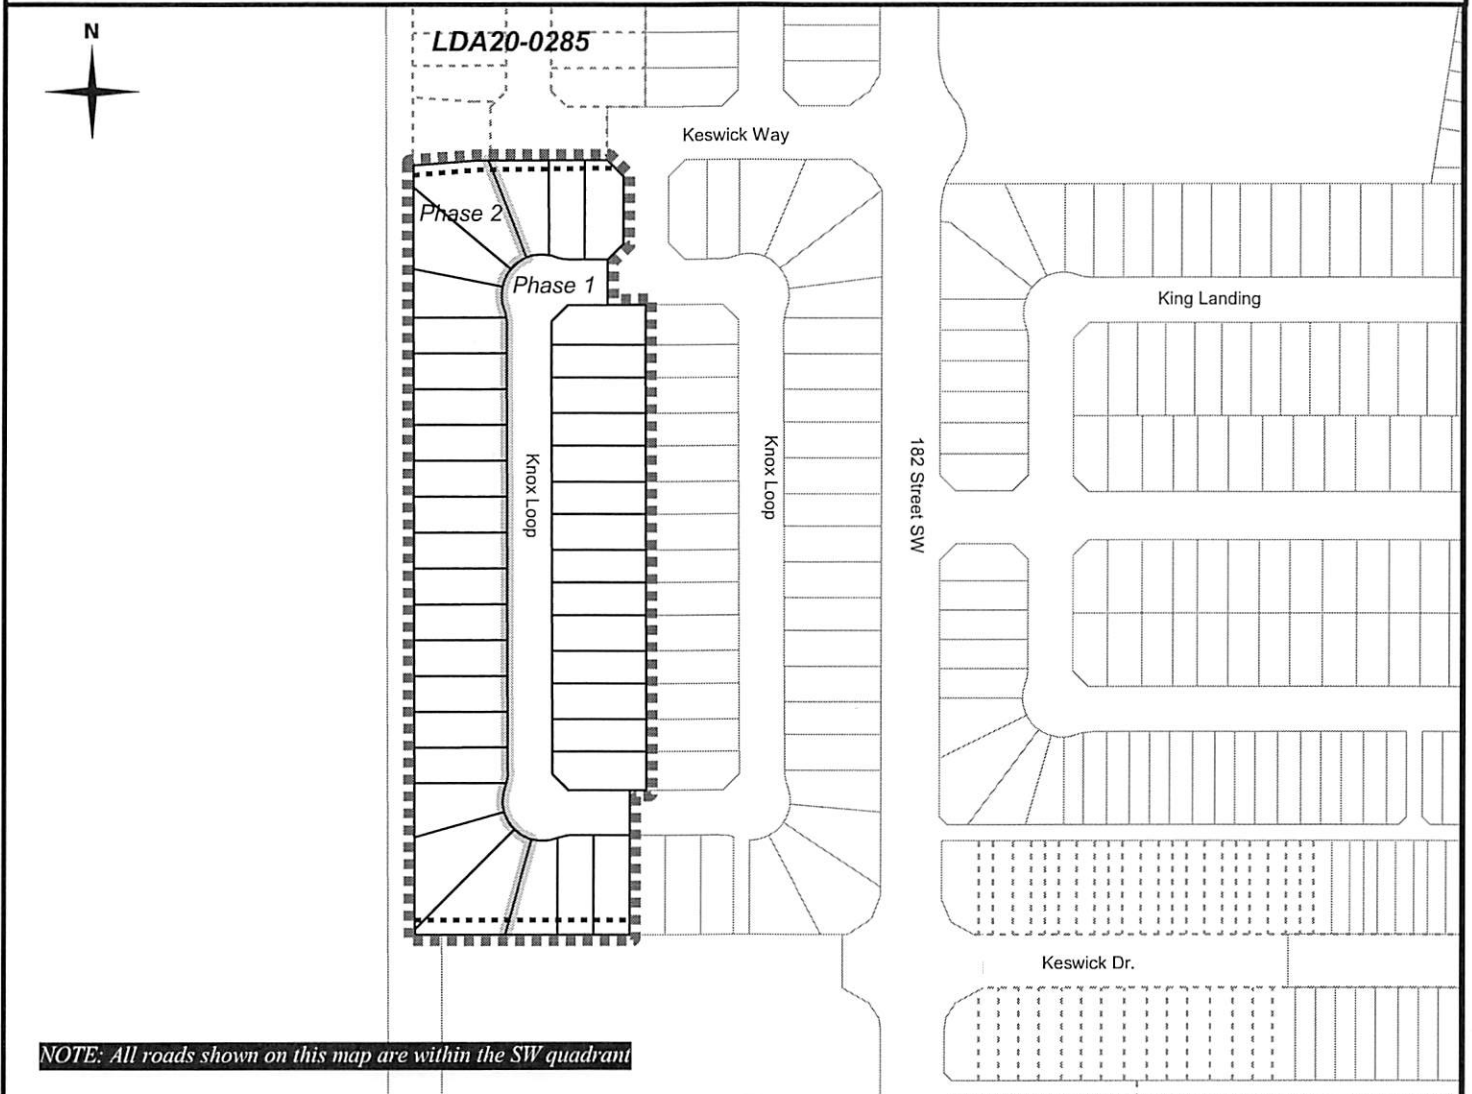 N
LDA20-0285
Keswick Way
Phase 2
Phase 1
King Landing
Knox Loop
Knox Loop
182 Street SW
Keswick Dr.
NOTE: All roads shown on this map are within the SW quadrant